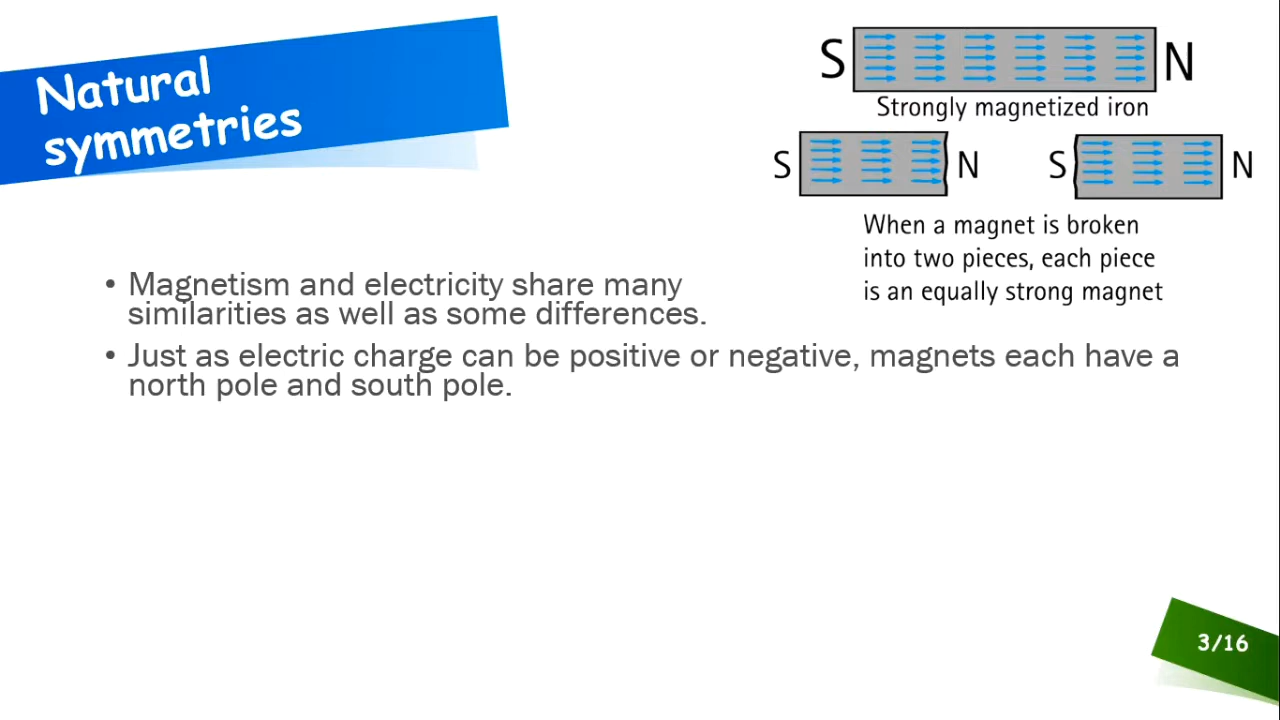 Natural
symmetries
S N
Strongly magnetized iron
S N S N
When a magnet is broken
into two pieces, each piece
is an equally strong magnet
• Magnetism and electricity share many
similarities as well as some differences.
• Just as electric charge can be positive or negative, magnets each have a
north pole and south pole.
3/16